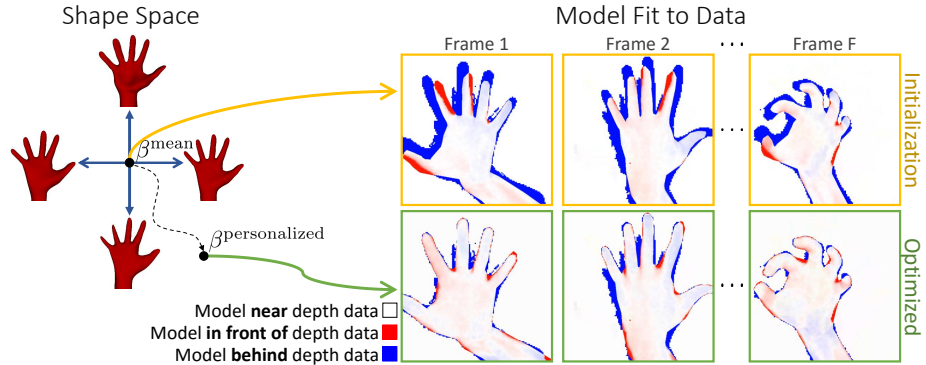 Shape Space
Model Fit to Data
Frame 1
Frame 2
...
Frame F
Initialization
β^mean
...
β^personalized
Optimized
...
Model near depth data
Model in front of depth data
Model behind depth data